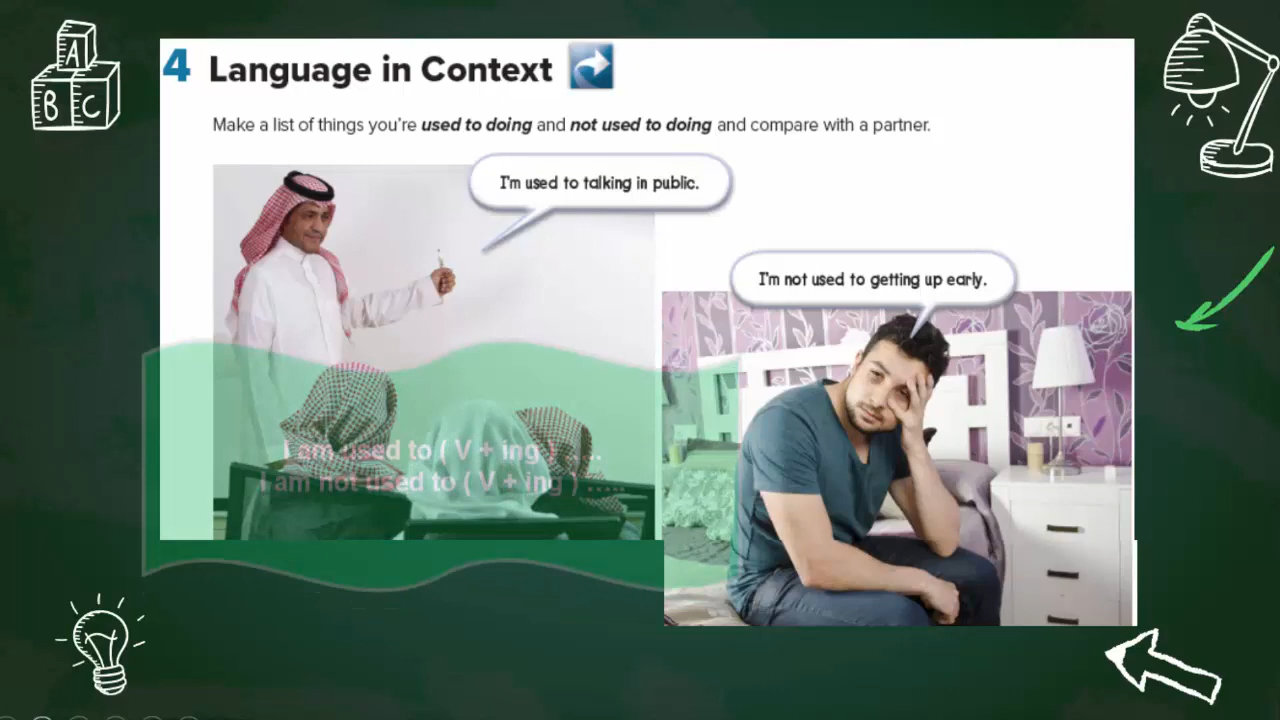 4 Language in Context
Make a list of things you're used to doing and not used to doing and compare with a partner.
I'm used to talking in public.
I'm not used to getting up early.
I am used to ( V + ing ) .....
I am not used to ( V + ing ) .....
A
B C